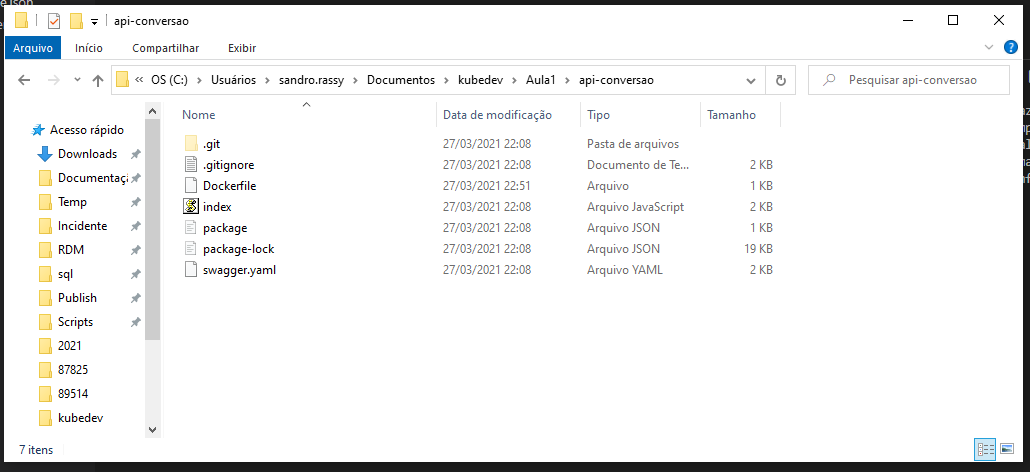 api-conversao
Arquivo Início Compartilhar Exibir
« OS (C:) › Usuários › sandro.rassy › Documentos › kubedev › Aula1 › api-conversao
Pesquisar api-conversao
Acesso rápido
Downloads
Documentaçã
Temp
Incidente
RDM
sql
Publish
Scripts
2021
87825
89514
kubedev
Nome Data de modificação Tipo Tamanho
.git 27/03/2021 22:08 Pasta de arquivos
.gitignore 27/03/2021 22:08 Documento de Te... 2 KB
Dockerfile 27/03/2021 22:51 Arquivo 1 KB
index 27/03/2021 22:08 Arquivo JavaScript 2 KB
package 27/03/2021 22:08 Arquivo JSON 1 KB
package-lock 27/03/2021 22:08 Arquivo JSON 19 KB
swagger.yaml 27/03/2021 22:08 Arquivo YAML 2 KB
7 itens